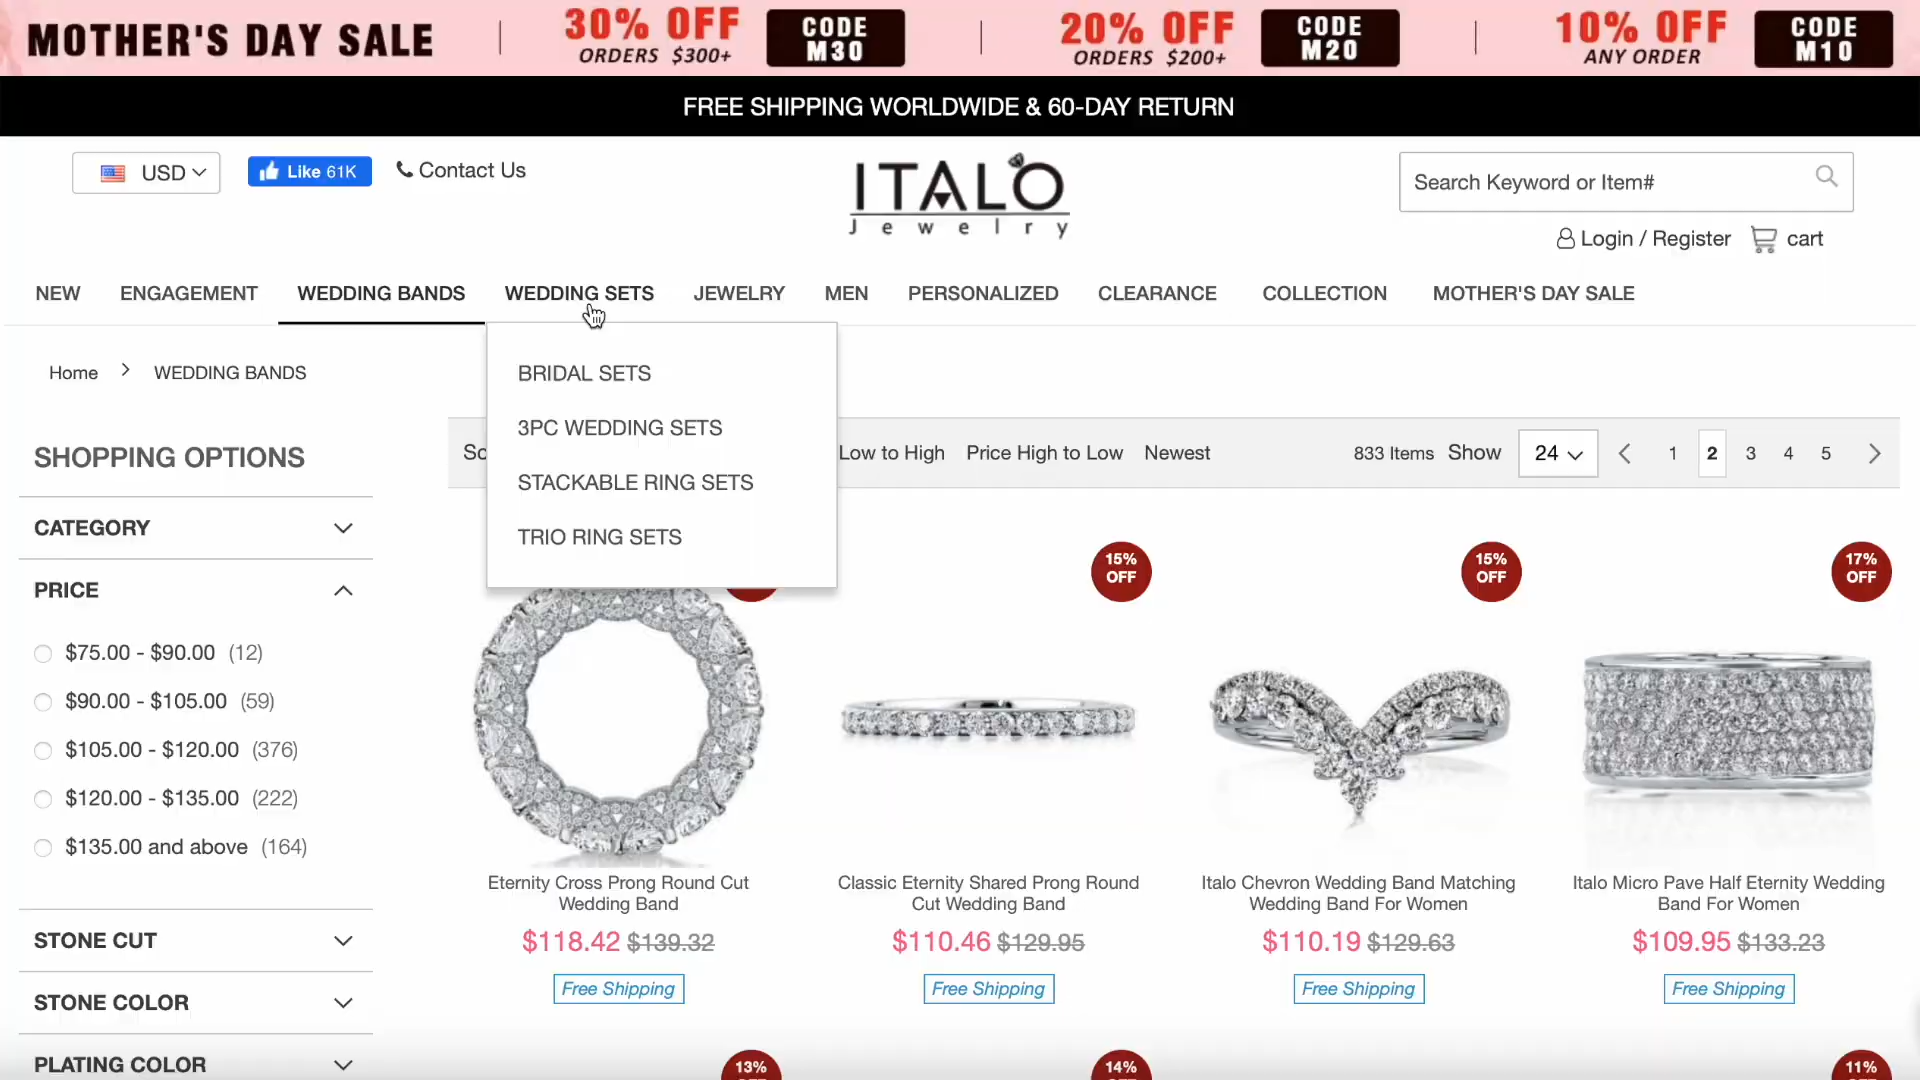 MOTHER'S DAY SALE
30% OFF
ORDERS $300+
CODE
M30
20% OFF
ORDERS $200+
CODE
M20
10% OFF
ANY ORDER
CODE
M10
FREE SHIPPING WORLDWIDE & 60-DAY RETURN
USD
Like 61K
Contact Us
ITALO
Jewelry
Search Keyword or Item#
Login / Register
cart
NEW
ENGAGEMENT
WEDDING BANDS
WEDDING SETS
JEWELRY
MEN
PERSONALIZED
CLEARANCE
COLLECTION
MOTHER'S DAY SALE
BRIDAL SETS
3PC WEDDING SETS
STACKABLE RING SETS
TRIO RING SETS
Home
WEDDING BANDS
Low to High
Price High to Low
Newest
833 Items
Show
24
1
2
3
4
5
SHOPPING OPTIONS
CATEGORY
PRICE
$75.00 - $90.00 (12)
$90.00 - $105.00 (59)
$105.00 - $120.00 (376)
$120.00 - $135.00 (222)
$135.00 and above (164)
STONE CUT
STONE COLOR
PLATING COLOR
Eternity Cross Prong Round Cut
Wedding Band
$118.42 $139.32
Free Shipping
15%
OFF
Classic Eternity Shared Prong Round
Cut Wedding Band
$110.46 $129.95
Free Shipping
15%
OFF
Italo Chevron Wedding Band Matching
Wedding Band For Women
$110.19 $129.63
Free Shipping
17%
OFF
Italo Micro Pave Half Eternity Wedding
Band For Women
$109.95 $133.23
Free Shipping
13%
14%
11%